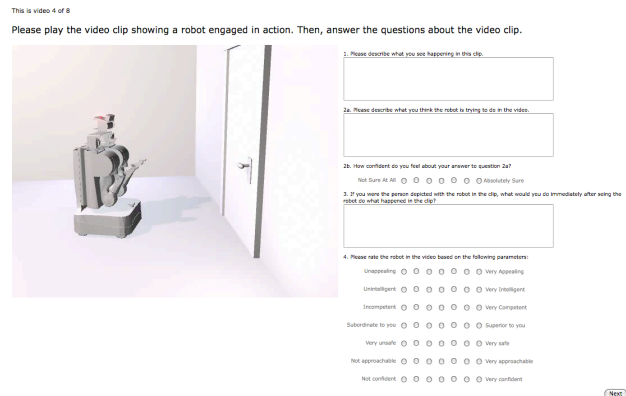 This is video 4 of 8
Please play the video clip showing a robot engaged in action. Then, answer the questions about the video clip.
1. Please describe what you see happening in this clip.
2a. Please describe what you think the robot is trying to do in the video.
2b. How confident do you feel about your answer to question 2a?
Not Sure At All Absolutely Sure
3. If you were the person depicted with the robot in the clip, what would you do immediately after seing the
robot do what happened in the clip?
4. Please rate the robot in the video based on the following parameters:
Unappealing Very Appealing
Unintelligent Very Intelligent
Incompetent Very Competent
Subordinate to you Superior to you
Very unsafe Very safe
Not approachable Very approachable
Not confident Very confident
Next